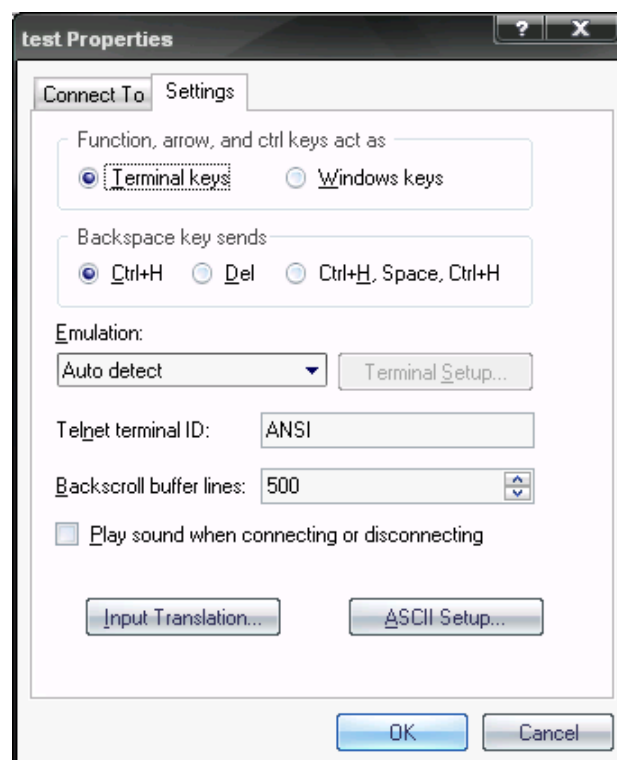 test Properties
? X
Connect To Settings
Function, arrow, and ctrl keys act as
Terminal keys Windows keys
Backspace key sends
Ctrl+H Del Ctrl+H, Space, Ctrl+H
Emulation:
Auto detect Terminal Setup...
Telnet terminal ID: ANSI
Backscroll buffer lines: 500
Play sound when connecting or disconnecting
Input Translation... ASCII Setup...
OK Cancel